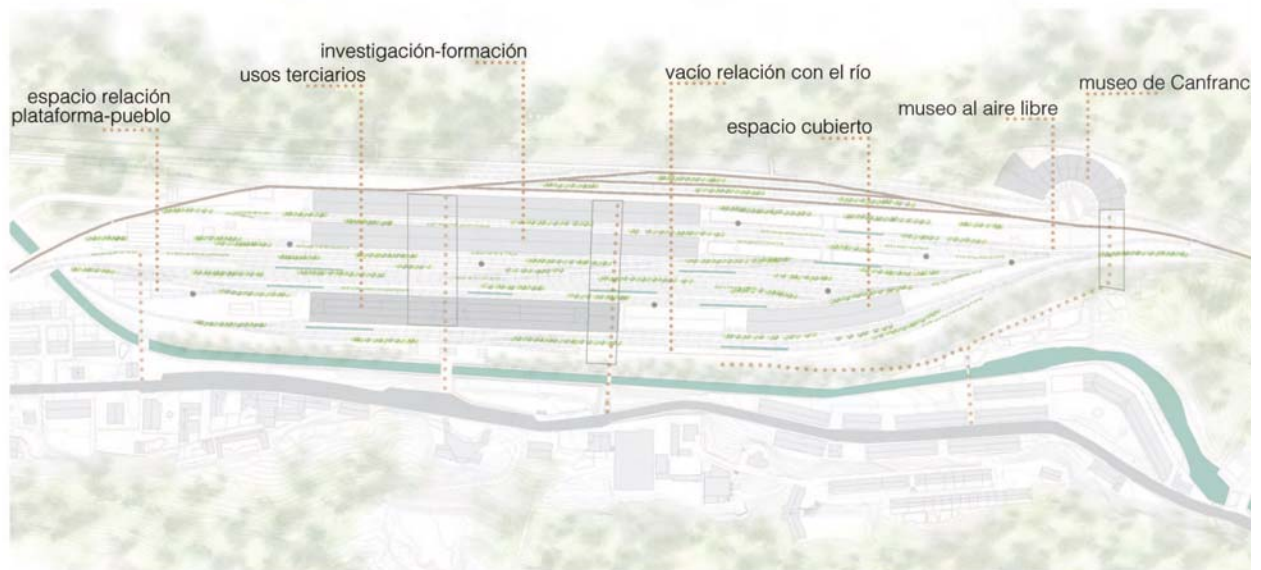 investigación-formación
usos terciarios
espacio relación
plataforma-pueblo
vacío relación con el río
espacio cubierto
museo al aire libre
museo de Canfranc